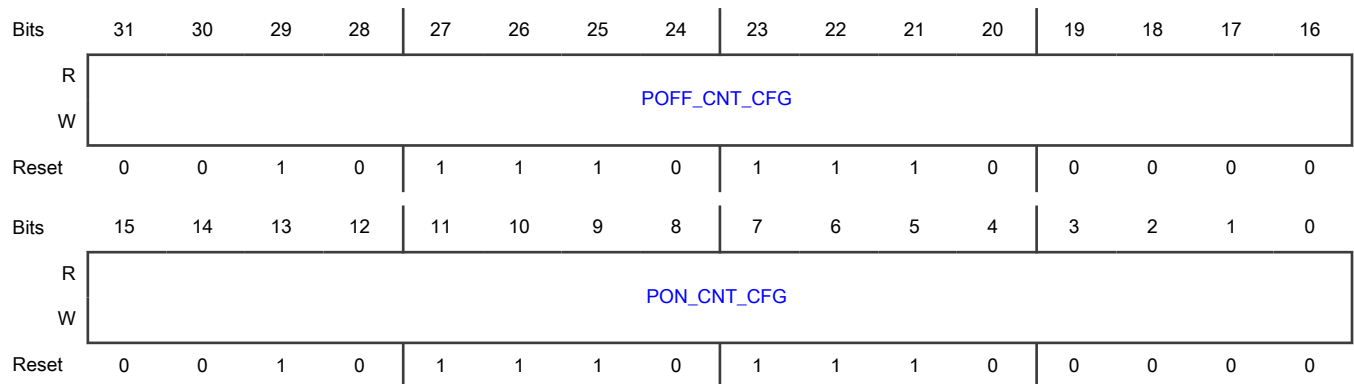 Bits 31 30 29 28 27 26 25 24 23 22 21 20 19 18 17 16
R
POFF_CNT_CFG
W
Reset 0 0 1 0 1 1 1 0 1 1 1 0 0 0 0 0
Bits 15 14 13 12 11 10 9 8 7 6 5 4 3 2 1 0
R
PON_CNT_CFG
W
Reset 0 0 1 0 1 1 1 0 1 1 1 0 0 0 0 0